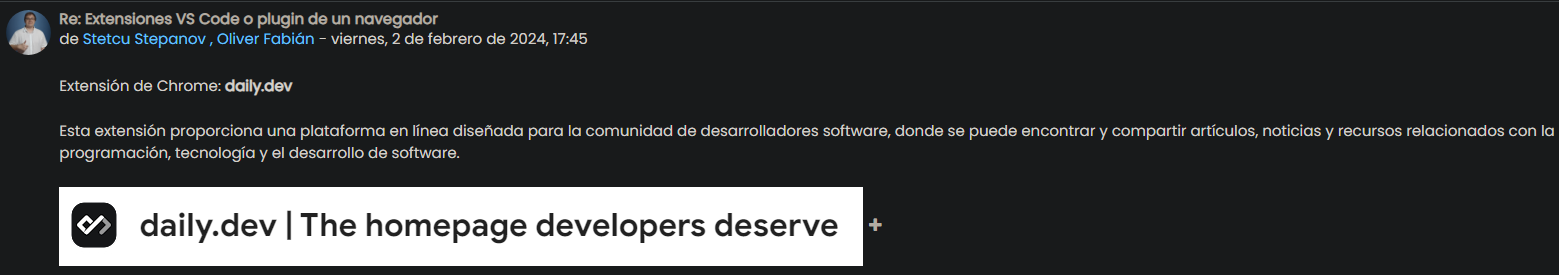 Re: Extensiones VS Code o plugin de un navegador
de Stetcu Stepanov , Oliver Fabián - viernes, 2 de febrero de 2024, 17:45
Extensión de Chrome: daily.dev
Esta extensión proporciona una plataforma en línea diseñada para la comunidad de desarrolladores software, donde se puede encontrar y compartir artículos, noticias y recursos relacionados con la
programación, tecnología y el desarrollo de software.
daily.dev | The homepage developers deserve +